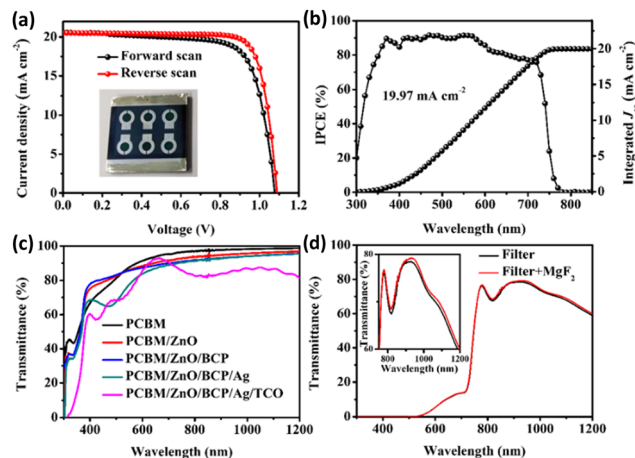 (a)
Current density (mA cm⁻²)
20
15
10
5
0
Forward scan
Reverse scan
0.0 0.2 0.4 0.6 0.8 1.0 1.2
Voltage (V)
(b)
IPCE (%)
100
80
60
40
20
0
19.97 mA cm⁻²
20
15
10
5
0
300 400 500 600 700 800
Wavelength (nm)
(c)
Transmittance (%)
100
80
60
40
20
0
PCBM
PCBM/ZnO
PCBM/ZnO/BCP
PCBM/ZnO/BCP/Ag
PCBM/ZnO/BCP/Ag/TCO
400 600 800 1000 1200
Wavelength (nm)
(d)
Transmittance (%)
100
80
60
40
20
0
Filter
Filter+MgF₂
Transmittance (%)
80
60
800 1000 1200
Wavelength (nm)
400 600 800 1000 1200
Wavelength (nm)